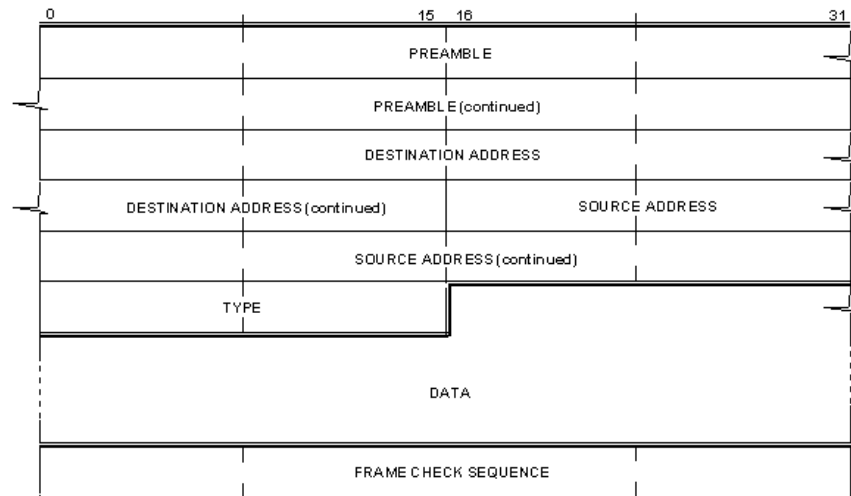 0 15 16 31
PREAMBLE
PREAMBLE (continued)
DESTINATION ADDRESS
DESTINATION ADDRESS (continued) SOURCE ADDRESS
SOURCE ADDRESS (continued)
TYPE
DATA
FRAME CHECK SEQUENCE